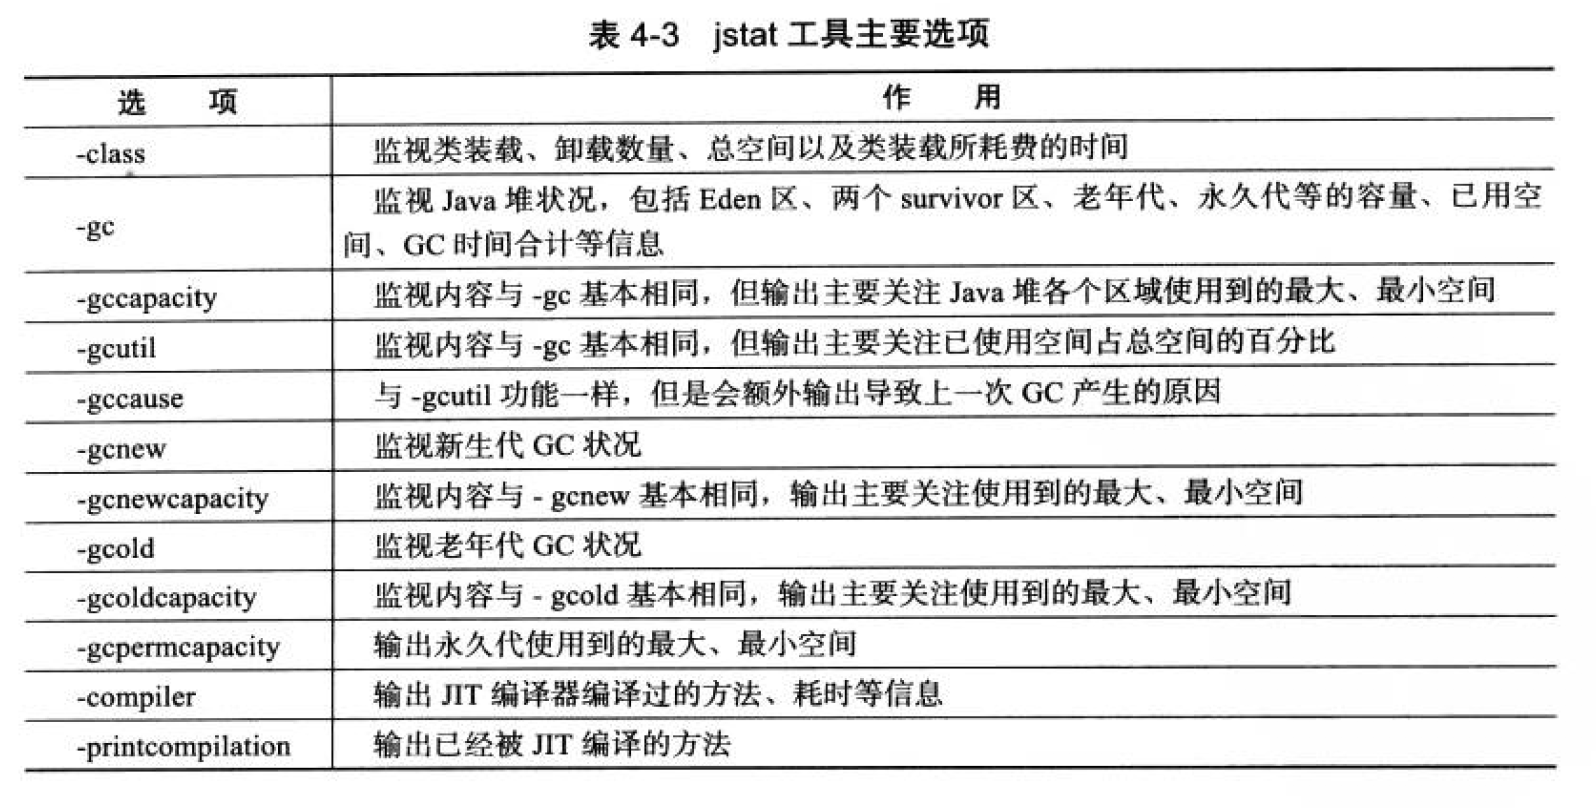 表 4-3 jstat 工具主要选项
选 项 作 用
-class 监视类装载、卸载数量、总空间以及类装载所耗费的时间
-gc 监视 Java 堆状况，包括 Eden 区、两个 survivor 区、老年代、永久代等的容量、已用空
间、GC 时间合计等信息
-gccapacity 监视内容与 -gc 基本相同，但输出主要关注 Java 堆各个区域使用到的最大、最小空间
-gcutil 监视内容与 -gc 基本相同，但输出主要关注已使用空间占总空间的百分比
-gccause 与 -gcutil 功能一样，但是会额外输出导致上一次 GC 产生的原因
-gcnew 监视新生代 GC 状况
-gcnewcapacity 监视内容与 - gcnew 基本相同，输出主要关注使用到的最大、最小空间
-gcold 监视老年代 GC 状况
-gcoldcapacity 监视内容与 - gcold 基本相同，输出主要关注使用到的最大、最小空间
-gcpermcapacity 输出永久代使用到的最大、最小空间
-compiler 输出 JIT 编译器编译过的方法、耗时等信息
-printcompilation 输出已经被 JIT 编译的方法